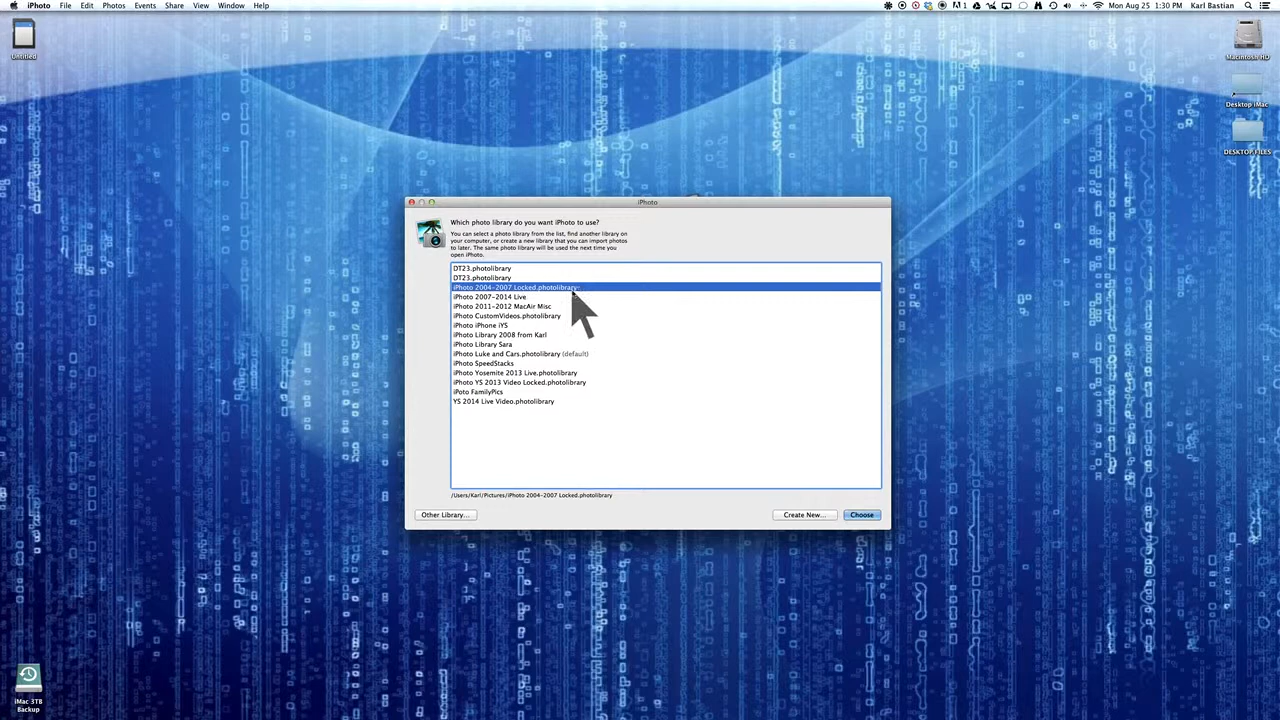 iPhoto File Edit Photos Events Share View Window Help
1 Mon Aug 25 1:30 PM Karl Bastian
Untitled
Macintosh HD
Desktop iMac
DESKTOP FILES
iPhoto
Which photo library do you want iPhoto to use?
You can select a photo library from the list, find another library on
your computer, or create a new library that you can import photos
to later. The same photo library will be used the next time you
open iPhoto.
DT23.photolibrary
DT23.photolibrary
iPhoto 2004-2007 Locked.photolibrary
iPhoto 2007-2014 Live
iPhoto 2011-2012 MacAir Misc
iPhoto CustomVideos.photolibrary
iPhoto iPhone iYS
iPhoto Library 2008 from Karl
iPhoto Library Sara
iPhoto Luke and Cars.photolibrary (default)
iPhoto SpeedStacks
iPhoto Yosemite 2013 Live.photolibrary
iPhoto YS 2013 Video Locked.photolibrary
iPoto FamilyPics
YS 2014 Live Video.photolibrary
/Users/Karl/Pictures/iPhoto 2004-2007 Locked.photolibrary
Other Library... Create New... Choose
iMac 3TB
Backup